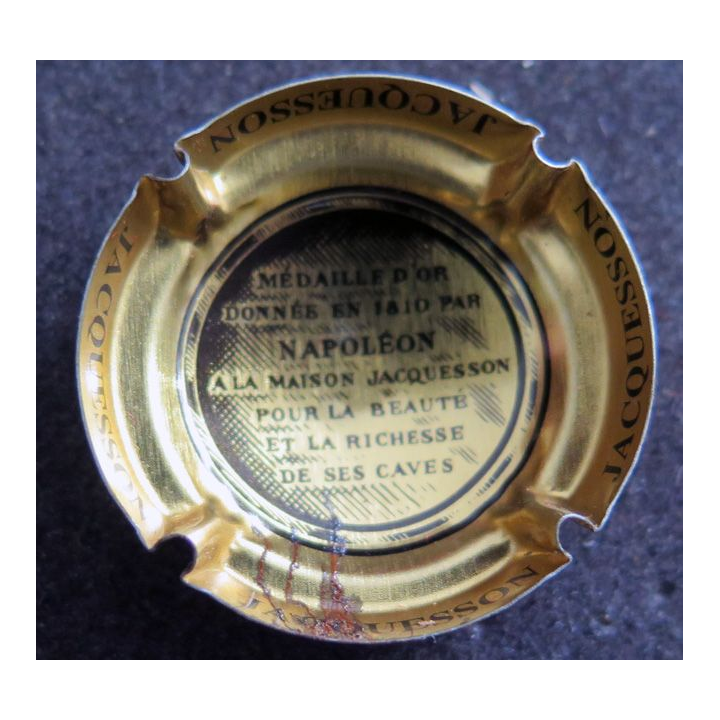 MÉDAILLE D'OR
DONNÉE EN 1810 PAR
NAPOLÉON
A LA MAISON JACQUESSON
POUR LA BEAUTÉ
ET LA RICHESSE
DE SES CAVES
JACQUESSON
JACQUESSON
JACQUESSON
JACQUESSON